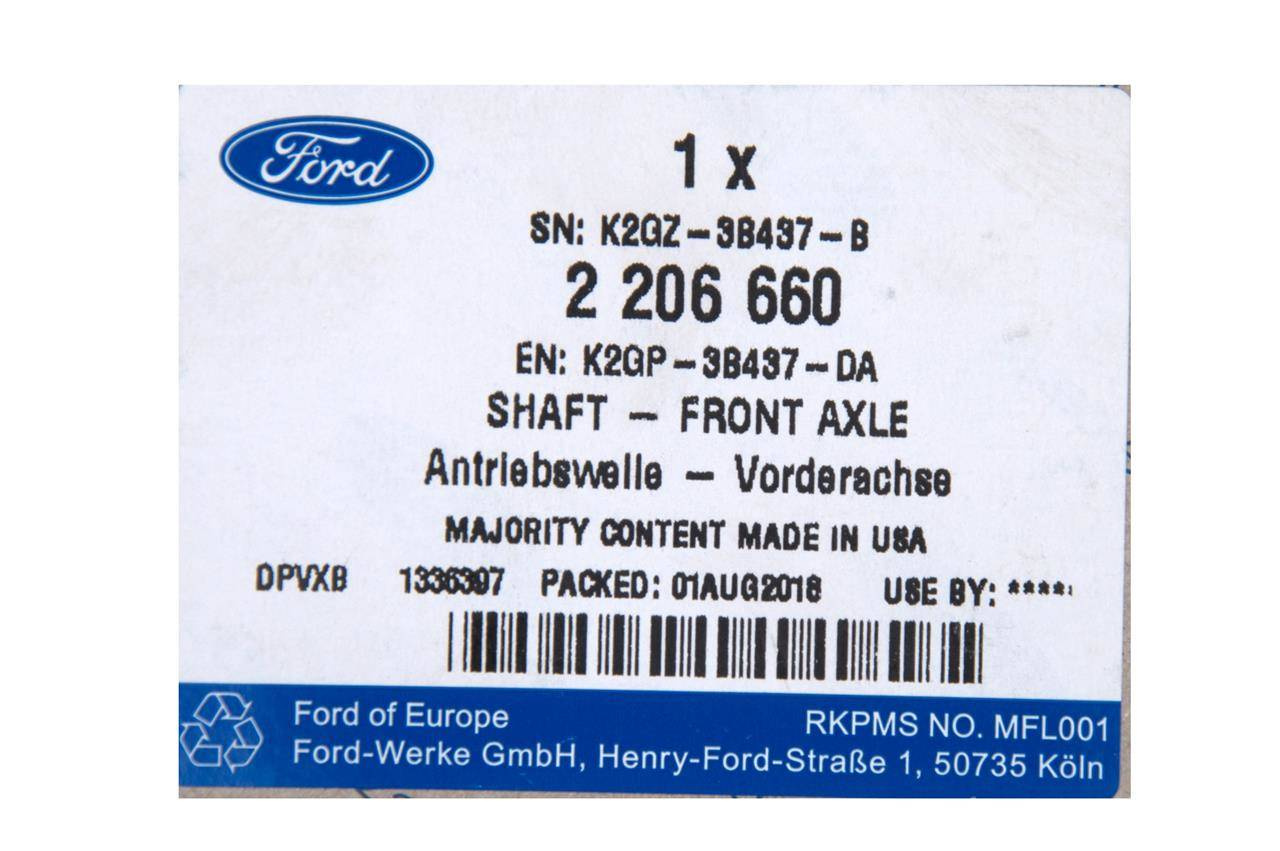 Ford
1 x
SN: K2GZ-3B437-B
2 206 660
EN: K2GP-3B437-DA
SHAFT - FRONT AXLE
Antriebswelle - Vorderachse
MAJORITY CONTENT MADE IN USA
DPVXB 1336397 PACKED: 01AUG2018 USE BY: ****
Ford of Europe RKPMS NO. MFL001
Ford-Werke GmbH, Henry-Ford-Straße 1, 50735 Köln